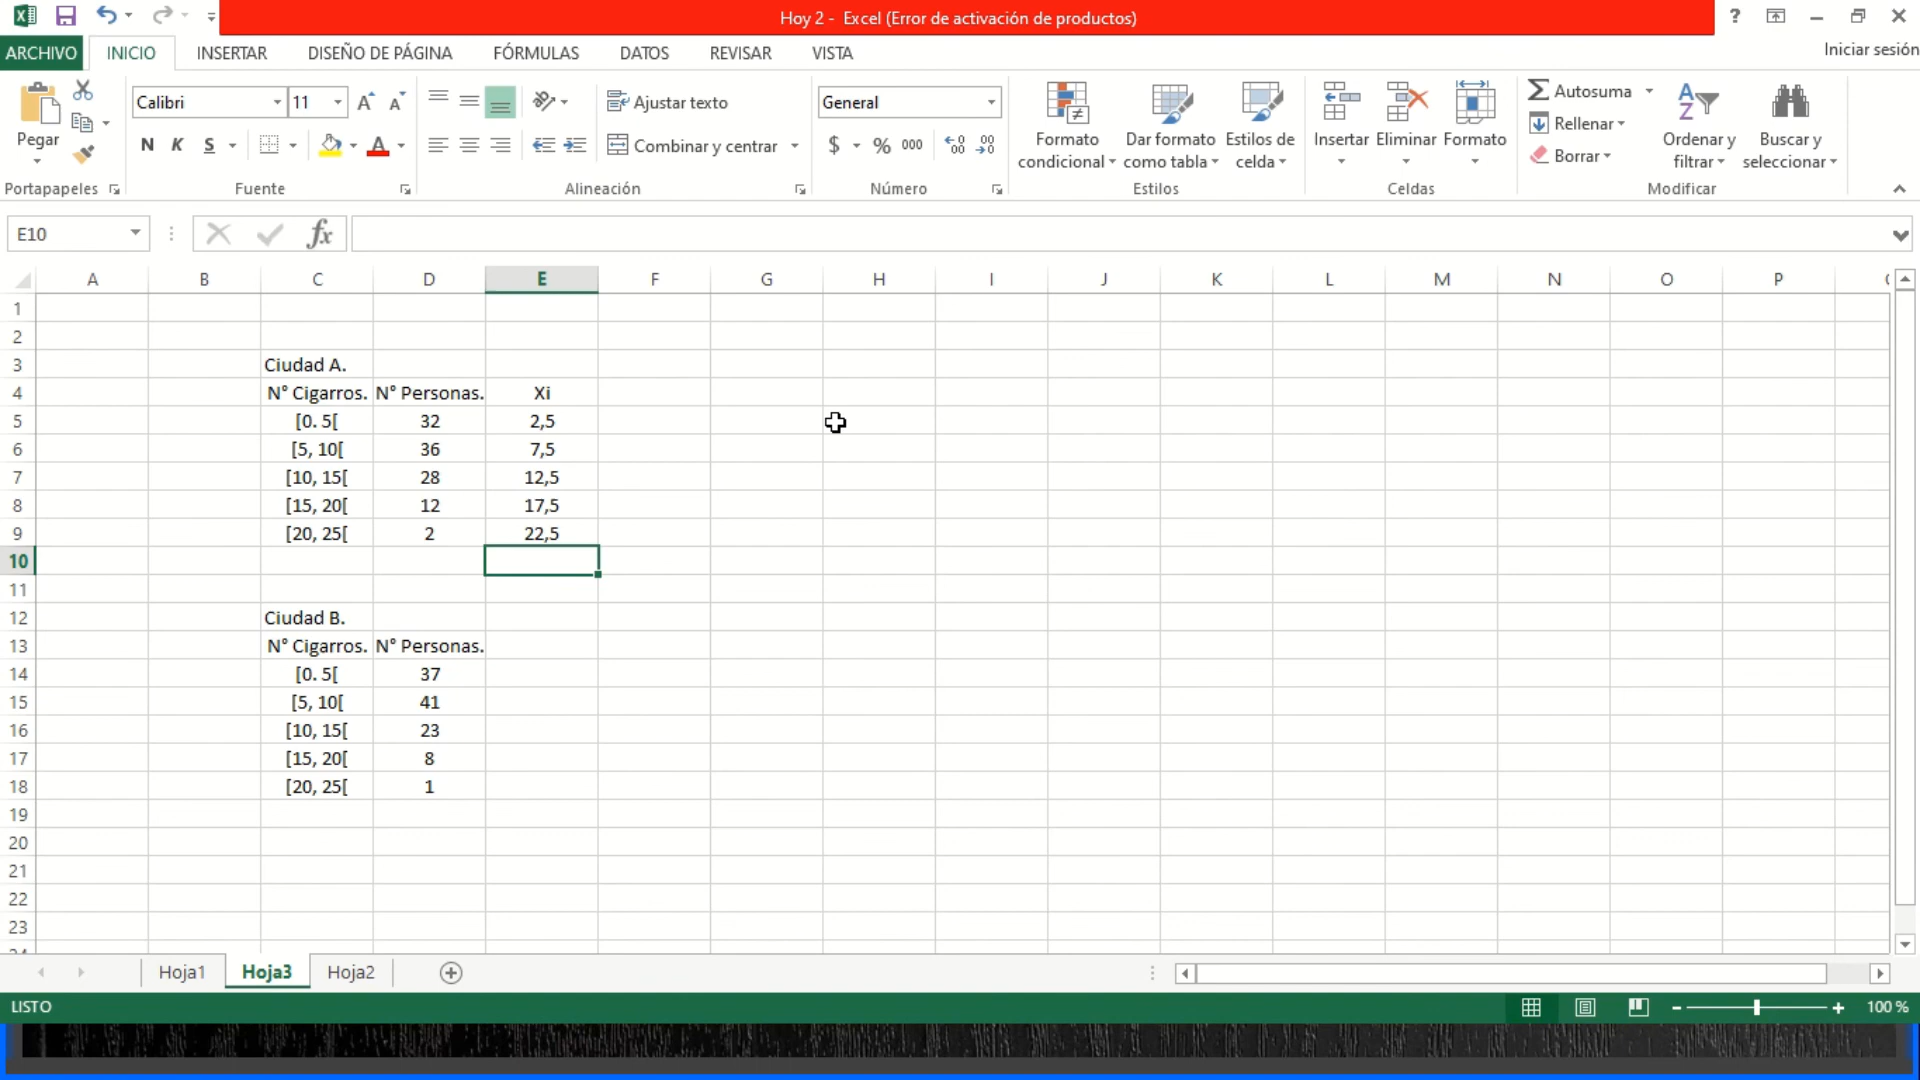 Hoy 2 - Excel (Error de activación de productos)
?
ARCHIVO INICIO INSERTAR DISEÑO DE PÁGINA FÓRMULAS DATOS REVISAR VISTA Iniciar sesión
Pegar
Calibri 11
N K S
Ajustar texto
Combinar y centrar
General
$ % 000
Formato condicional
Dar formato como tabla
Estilos de celda
Insertar Eliminar Formato
Autosuma
Rellenar
Borrar
Ordenar y filtrar
Buscar y seleccionar
Portapapeles Fuente Alineación Número Estilos Celdas Modificar
E10 fx
A B C D E F G H I J K L M N O P
1
2
3 Ciudad A.
4 N° Cigarros. N° Personas. Xi
5 [0. 5[ 32 2,5
6 [5, 10[ 36 7,5
7 [10, 15[ 28 12,5
8 [15, 20[ 12 17,5
9 [20, 25[ 2 22,5
10
11
12 Ciudad B.
13 N° Cigarros. N° Personas.
14 [0. 5[ 37
15 [5, 10[ 41
16 [10, 15[ 23
17 [15, 20[ 8
18 [20, 25[ 1
19
20
21
22
23
Hoja1 Hoja3 Hoja2
LISTO 100 %